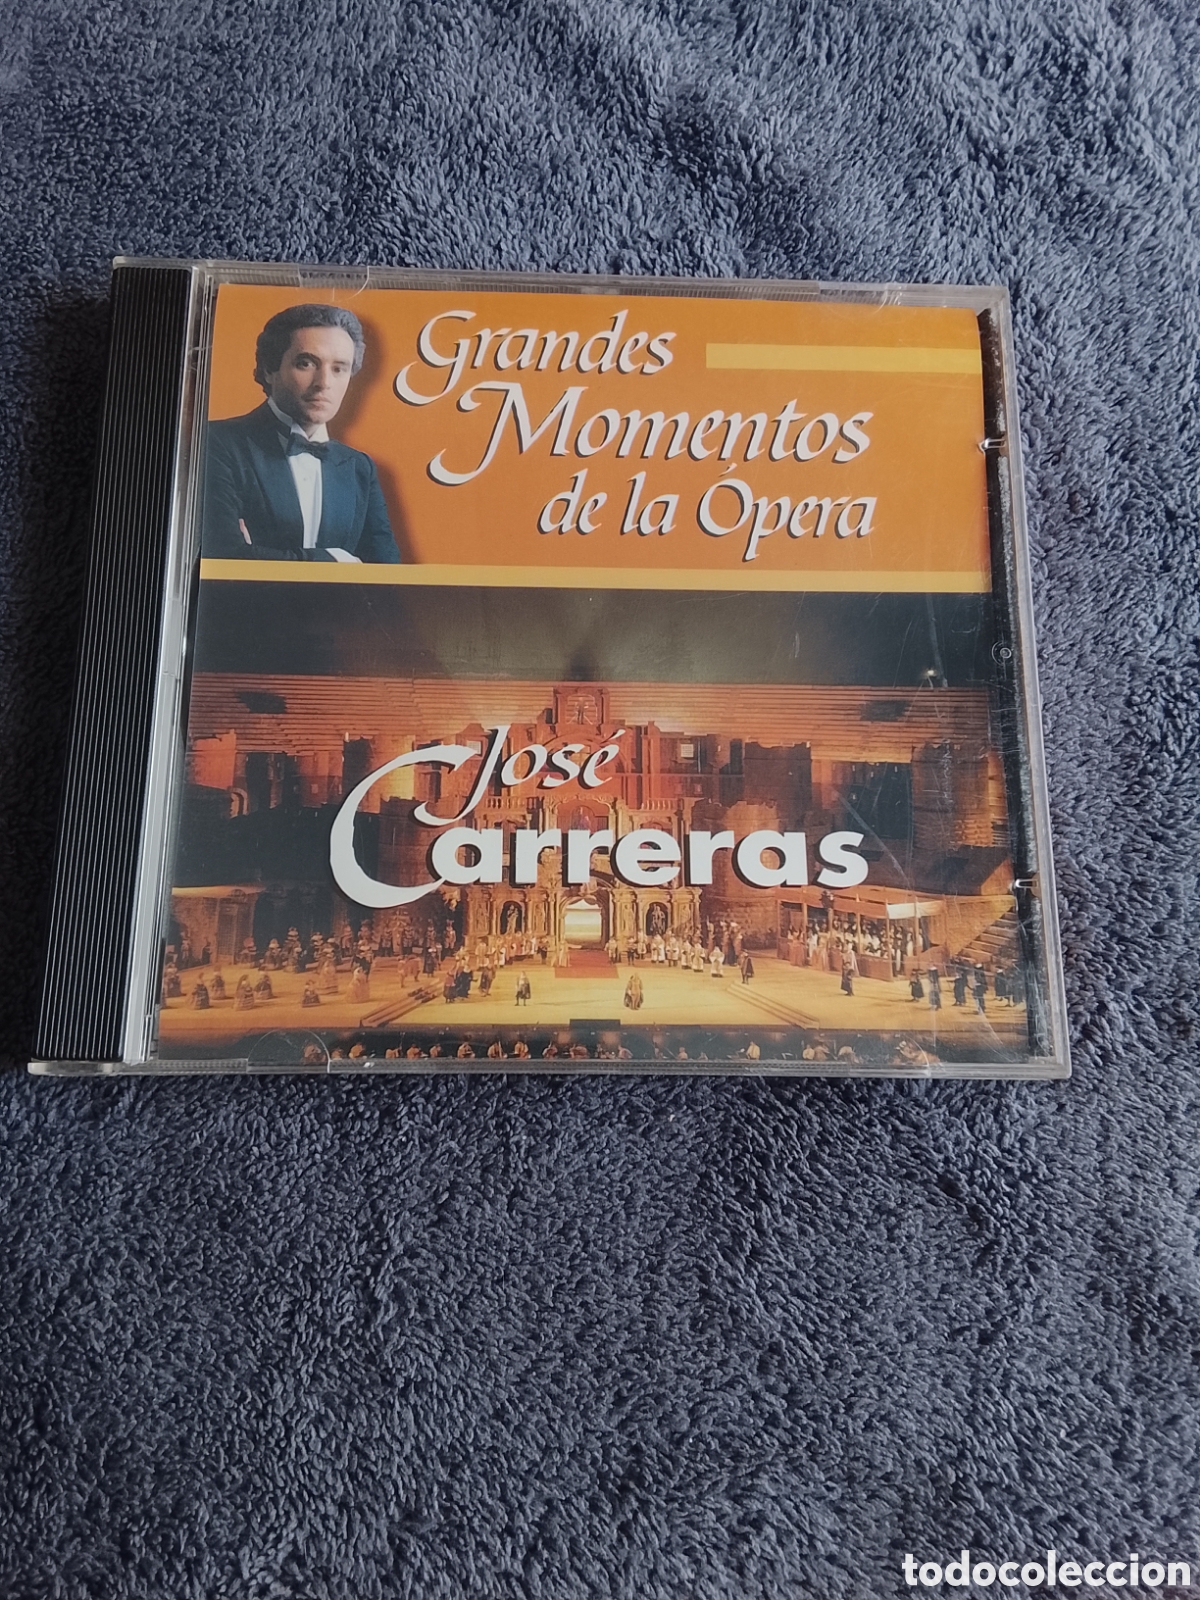 Grandes
Momentos
de la Ópera
José
Carreras
todocoleccion